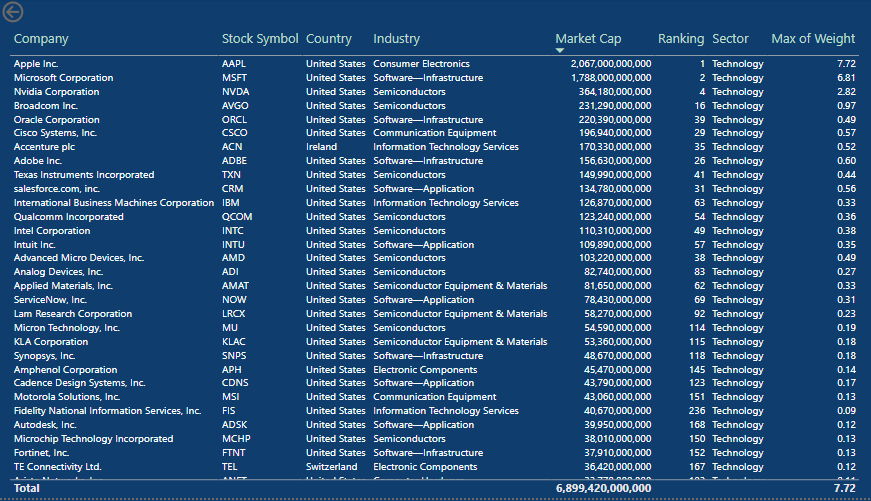 Company Stock Symbol Country Industry Market Cap Ranking Sector Max of Weight
Apple Inc. AAPL United States Consumer Electronics 2,067,000,000,000 1 Technology 7.72
Microsoft Corporation MSFT United States Software—Infrastructure 1,788,000,000,000 2 Technology 6.81
Nvidia Corporation NVDA United States Semiconductors 364,180,000,000 4 Technology 2.82
Broadcom Inc. AVGO United States Semiconductors 231,290,000,000 16 Technology 0.97
Oracle Corporation ORCL United States Software—Infrastructure 220,390,000,000 39 Technology 0.49
Cisco Systems, Inc. CSCO United States Communication Equipment 196,940,000,000 29 Technology 0.57
Accenture plc ACN Ireland Information Technology Services 170,330,000,000 35 Technology 0.52
Adobe Inc. ADBE United States Software—Infrastructure 156,630,000,000 26 Technology 0.60
Texas Instruments Incorporated TXN United States Semiconductors 149,990,000,000 41 Technology 0.44
salesforce.com, inc. CRM United States Software—Application 134,780,000,000 31 Technology 0.56
International Business Machines Corporation IBM United States Information Technology Services 126,870,000,000 63 Technology 0.33
Qualcomm Incorporated QCOM United States Semiconductors 123,240,000,000 54 Technology 0.36
Intel Corporation INTC United States Semiconductors 110,310,000,000 49 Technology 0.38
Intuit Inc. INTU United States Software—Application 109,890,000,000 57 Technology 0.35
Advanced Micro Devices, Inc. AMD United States Semiconductors 103,220,000,000 38 Technology 0.49
Analog Devices, Inc. ADI United States Semiconductors 82,740,000,000 83 Technology 0.27
Applied Materials, Inc. AMAT United States Semiconductor Equipment & Materials 81,650,000,000 62 Technology 0.33
ServiceNow, Inc. NOW United States Software—Application 78,430,000,000 69 Technology 0.31
Lam Research Corporation LRCX United States Semiconductor Equipment & Materials 58,270,000,000 92 Technology 0.23
Micron Technology, Inc. MU United States Semiconductors 54,590,000,000 114 Technology 0.19
KLA Corporation KLAC United States Semiconductor Equipment & Materials 53,360,000,000 115 Technology 0.18
Synopsys, Inc. SNPS United States Software—Infrastructure 48,670,000,000 118 Technology 0.18
Amphenol Corporation APH United States Electronic Components 45,470,000,000 145 Technology 0.14
Cadence Design Systems, Inc. CDNS United States Software—Application 43,790,000,000 123 Technology 0.17
Motorola Solutions, Inc. MSI United States Communication Equipment 43,060,000,000 151 Technology 0.13
Fidelity National Information Services, Inc. FIS United States Information Technology Services 40,670,000,000 236 Technology 0.09
Autodesk, Inc. ADSK United States Software—Application 39,950,000,000 168 Technology 0.12
Microchip Technology Incorporated MCHP United States Semiconductors 38,010,000,000 150 Technology 0.13
Fortinet, Inc. FTNT United States Software—Infrastructure 37,910,000,000 152 Technology 0.13
TE Connectivity Ltd. TEL Switzerland Electronic Components 36,420,000,000 167 Technology 0.12
Total 6,899,420,000,000 7.72